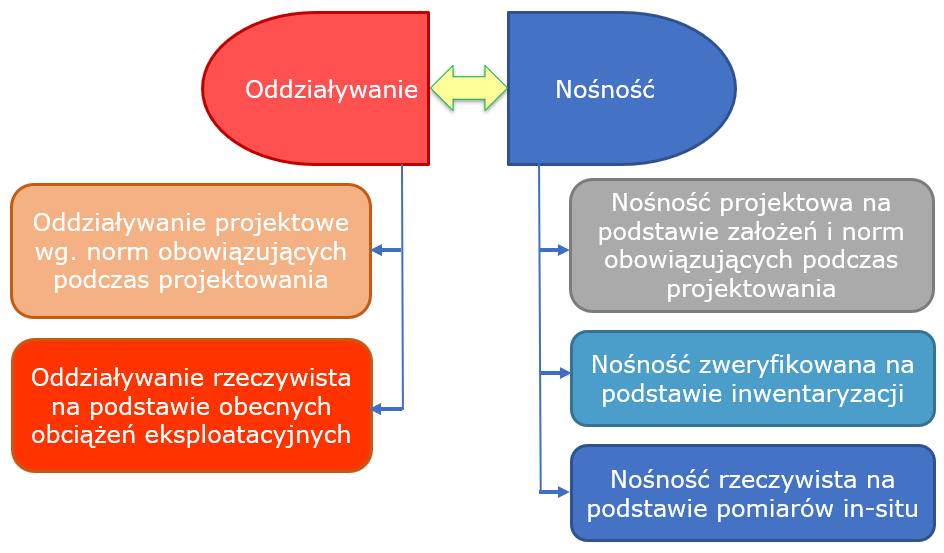 Oddziaływanie
Nośność
Oddziaływanie projektowe
wg. norm obowiązujących
podczas projektowania
Oddziaływanie rzeczywista
na podstawie obecnych
obciążeń eksploatacyjnych
Nośność projektowa na
podstawie założeń i norm
obowiązujących podczas
projektowania
Nośność zweryfikowana na
podstawie inwentaryzacji
Nośność rzeczywista na
podstawie pomiarów in-situ